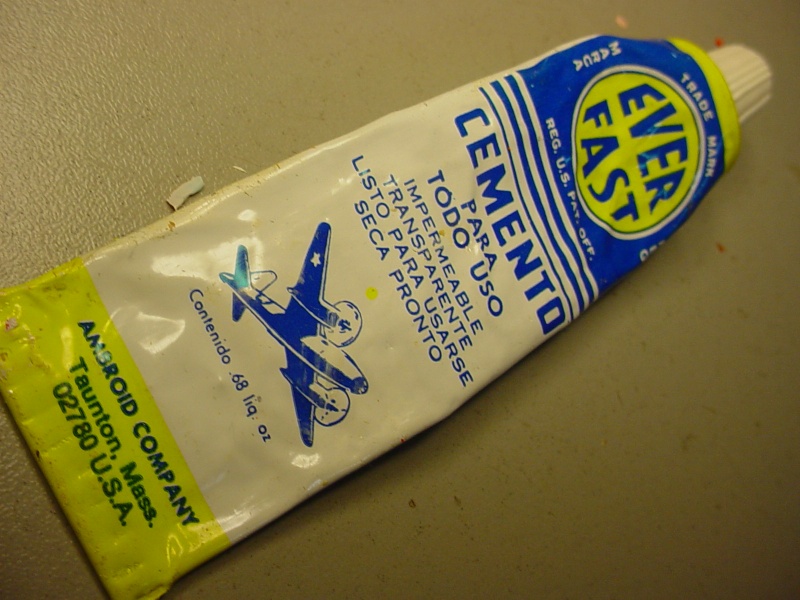 MARCA
TRADE MARK
EVER
FAST
REG. U.S. PAT. OFF.
CEMENTO
PARA
TODO USO
IMPERMEABLE
TRANSPARENTE
LISTO PARA USARSE
SECA PRONTO
Contenido .68 liq. oz
AMBROID COMPANY
Taunton, Mass.
02780 U.S.A.